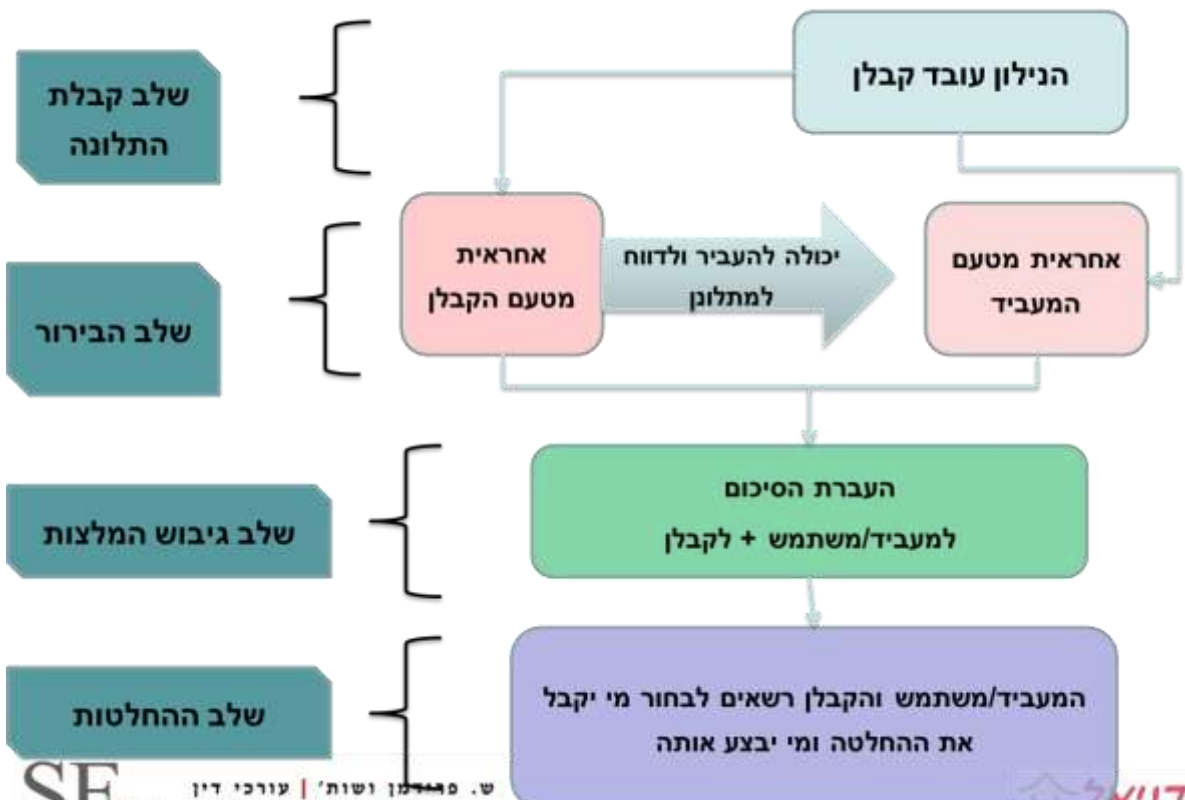 הנילון עובד קבלן
שלב קבלת
התלונה
אחראית מטעם
המעביד
יכולה להעביר ולדווח
למתלונן
אחראית
מטעם הקבלן
שלב הבירור
העברת הסיכום
למעביד/משתמש + לקבלן
שלב גיבוש המלצות
המעביד/משתמש והקבלן רשאים לבחור מי יקבל
את ההחלטה ומי יבצע אותה
שלב ההחלטות
ש. פרידמן ושות' | עורכי דין